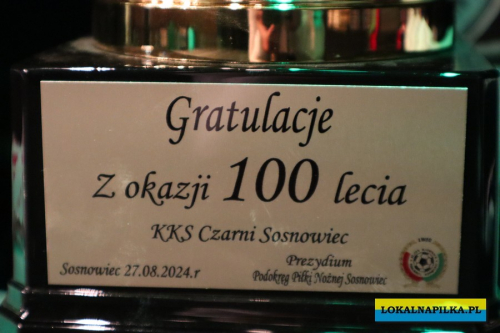 Gratulacje
Z okazji 100 lecia
KKS Czarni Sosnowiec
Prezydium
Sosnowiec 27.08.2024.r
Podokręg Piłki Nożnej Sosnowiec
LOKALNAPILKA.PL